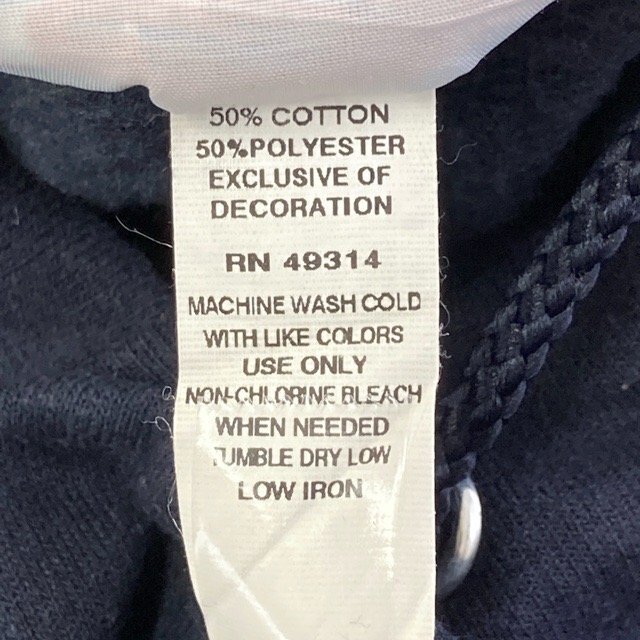 50% COTTON
50%POLYESTER
EXCLUSIVE OF
DECORATION
RN 49314
MACHINE WASH COLD
WITH LIKE COLORS
USE ONLY
NON-CHLORINE BLEACH
WHEN NEEDED
TUMBLE DRY LOW
LOW IRON